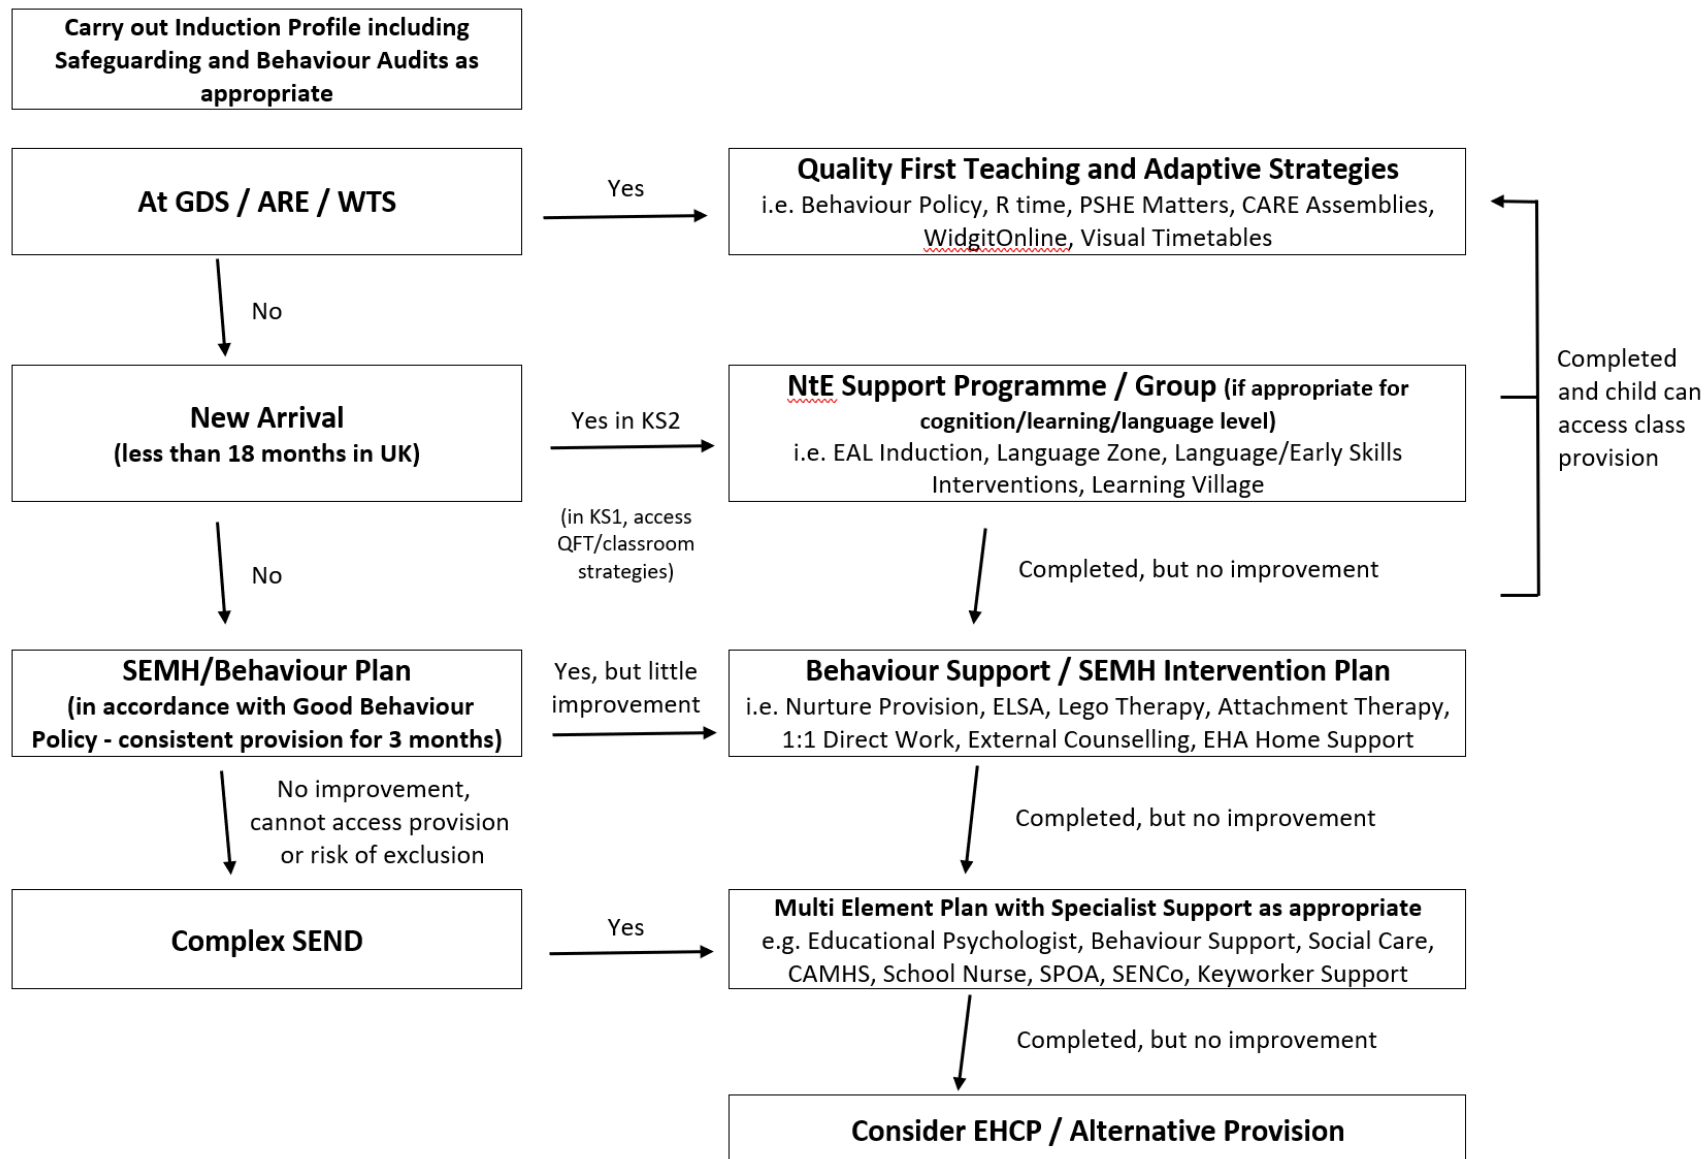 Carry out Induction Profile including
Safeguarding and Behaviour Audits as
appropriate
At GDS / ARE / WTS
Yes
Quality First Teaching and Adaptive Strategies
i.e. Behaviour Policy, R time, PSHE Matters, CARE Assemblies,
WidgitOnline, Visual Timetables
No
New Arrival
(less than 18 months in UK)
Yes in KS2
(in KS1, access
QFT/classroom
strategies)
NtE Support Programme / Group (if appropriate for
cognition/learning/language level)
i.e. EAL Induction, Language Zone, Language/Early Skills
Interventions, Learning Village
Completed
and child can
access class
provision
No
Completed, but no improvement
SEMH/Behaviour Plan
(in accordance with Good Behaviour
Policy - consistent provision for 3 months)
Yes, but little
improvement
Behaviour Support / SEMH Intervention Plan
i.e. Nurture Provision, ELSA, Lego Therapy, Attachment Therapy,
1:1 Direct Work, External Counselling, EHA Home Support
No improvement,
cannot access provision
or risk of exclusion
Completed, but no improvement
Complex SEND
Yes
Multi Element Plan with Specialist Support as appropriate
e.g. Educational Psychologist, Behaviour Support, Social Care,
CAMHS, School Nurse, SPOA, SENCo, Keyworker Support
Completed, but no improvement
Consider EHCP / Alternative Provision